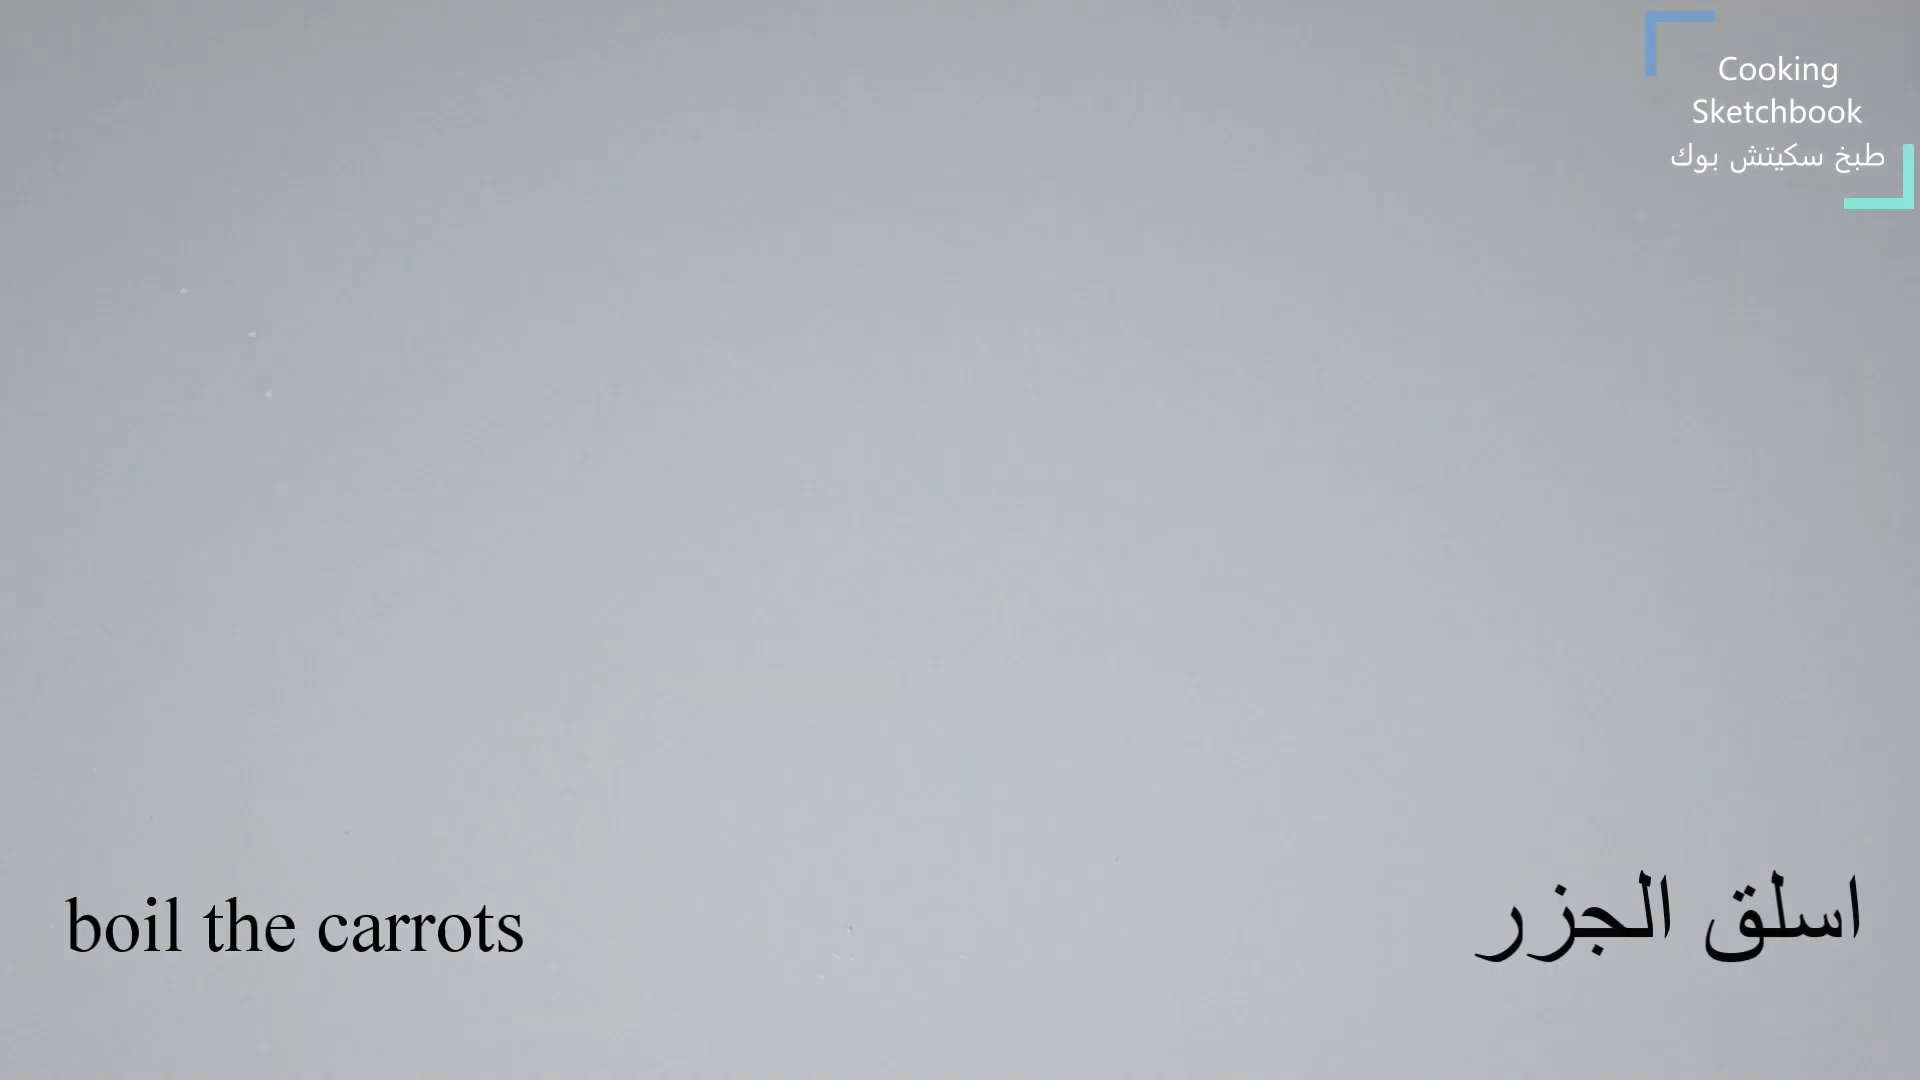 Cooking
Sketchbook
طبخ سكيتش بوك
boil the carrots
اسلق الجزر